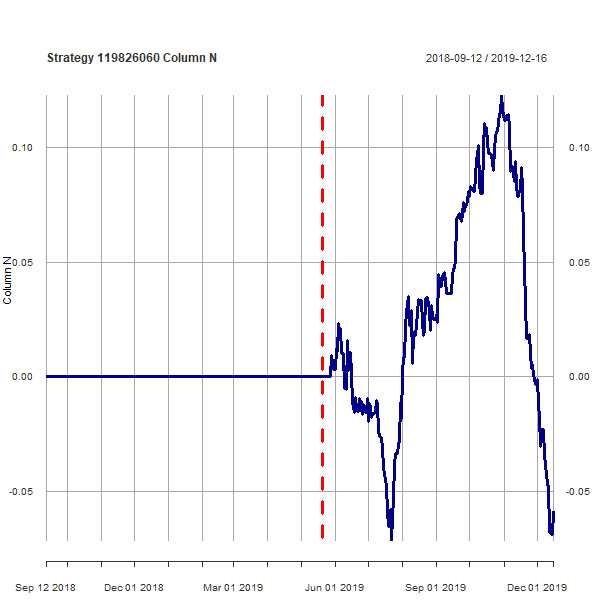 Strategy 119826060 Column N
2018-09-12 / 2019-12-16
0.10 0.10
0.05 0.05
Column N
0.00 0.00
-0.05 -0.05
Sep 12 2018 Dec 01 2018 Mar 01 2019 Jun 01 2019 Sep 01 2019 Dec 01 2019